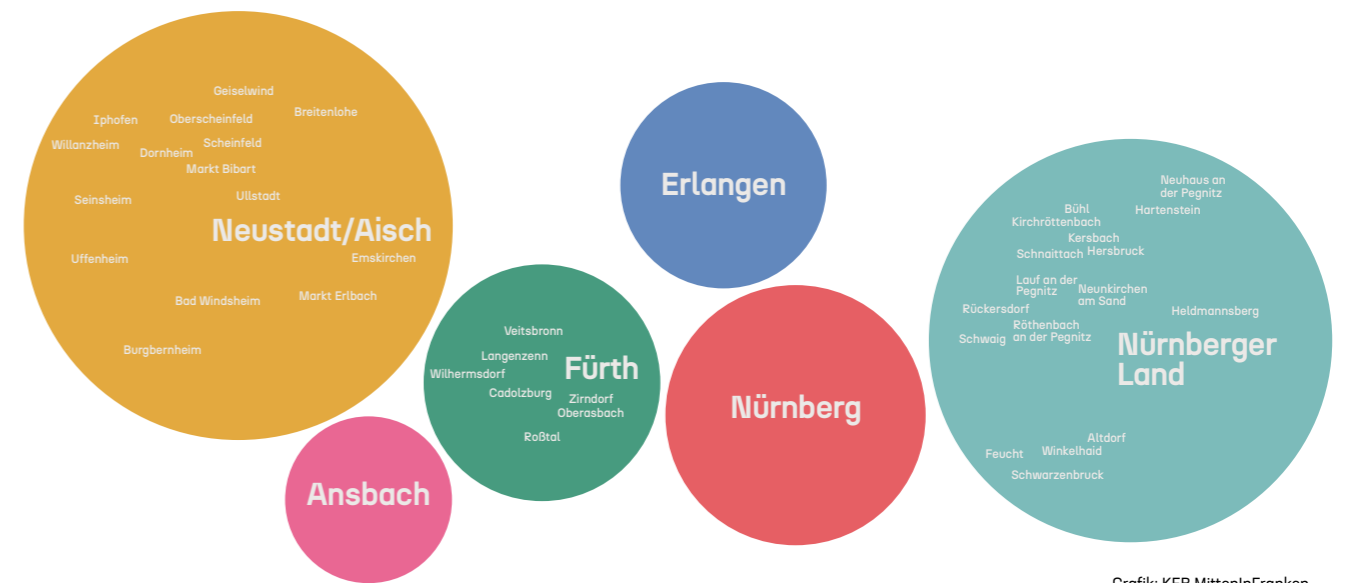 Geiselwind
Breitenlohe
Iphofen
Oberscheinfeld
Willanzheim
Dornheim
Scheinfeld
Markt Bibart
Seinsheim
Ullstadt
Neustadt/Aisch
Uffenheim
Emskirchen
Bad Windsheim
Markt Erlbach
Burgbernheim
Ansbach
Veitsbronn
Langenzenn
Fürth
Wilhermsdorf
Cadolzburg
Zirndorf
Oberasbach
Roßtal
Erlangen
Nürnberg
Neuhaus an
der Pegnitz
Bühl
Hartenstein
Kirchröttenbach
Kersbach
Schnaittach
Hersbruck
Lauf an der
Pegnitz
Neunkirchen
am Sand
Rückersdorf
Heldmannsberg
Röthenbach
an der Pegnitz
Schwaig
Nürnberger
Land
Altdorf
Feucht
Winkelhaid
Schwarzenbruck
Grafik: KEB MittenInFranken